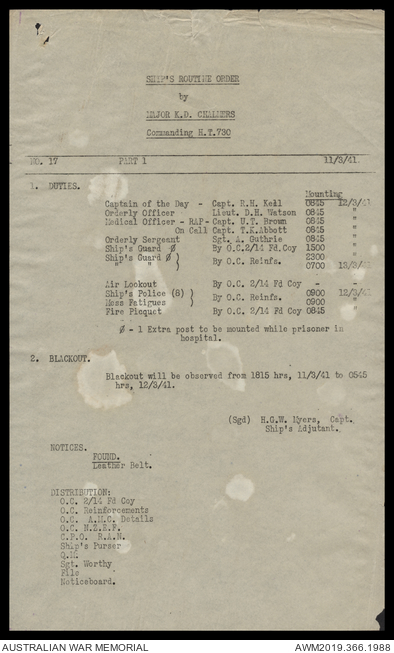 SHIP'S ROUTINE ORDER
by
MAJOR K.D. CHALMERS
Commanding H.T.730
NO. 17 PART 1 11/3/41.
1. DUTIES.
Mounting
Captain of the Day - Capt. R.H. Kell 0845 12/3/41
Orderly Officer Lieut. D.H. Watson 0845 "
Medical Officer - RAP- Capt. U.T. Brown 0845 "
On Call Capt. T.K.Abbott 0845 "
Orderly Sergeant Sgt. A. Guthrie 0845 "
Ship's Guard Ø By O.C.2/14 Fd.Coy 1500 "
Ship's Guard Ø ) 2300 "
" " ) By O.C. Reinfs. 0700 13/3/41
Air Lookout By O.C. 2/14 Fd Coy - -
Ship's Police (8) ) By O.C. Reinfs. 0900 12/3/41
Mess Fatigues ) 0900 "
Fire Picquet By O.C. 2/14 Fd Coy 0845 "
Ø - 1 Extra post to be mounted while prisoner in
hospital.
2. BLACKOUT.
Blackout will be observed from 1815 hrs, 11/3/41 to 0545
hrs, 12/3/41.
(Sgd) H.G.W. Myers, Capt.
Ship's Adjutant.
NOTICES.
FOUND.
Leather Belt.
DISTRIBUTION:
O.C. 2/14 Fd Coy
O.C. Reinforcements
O.C. A.M.C. Details
O.C. N.Z.E.F.
C.P.O. R.A.N.
Ship's Purser
Q.M.
Sgt. Worthy
File
Noticeboard.
AUSTRALIAN WAR MEMORIAL AWM2019.366.1988